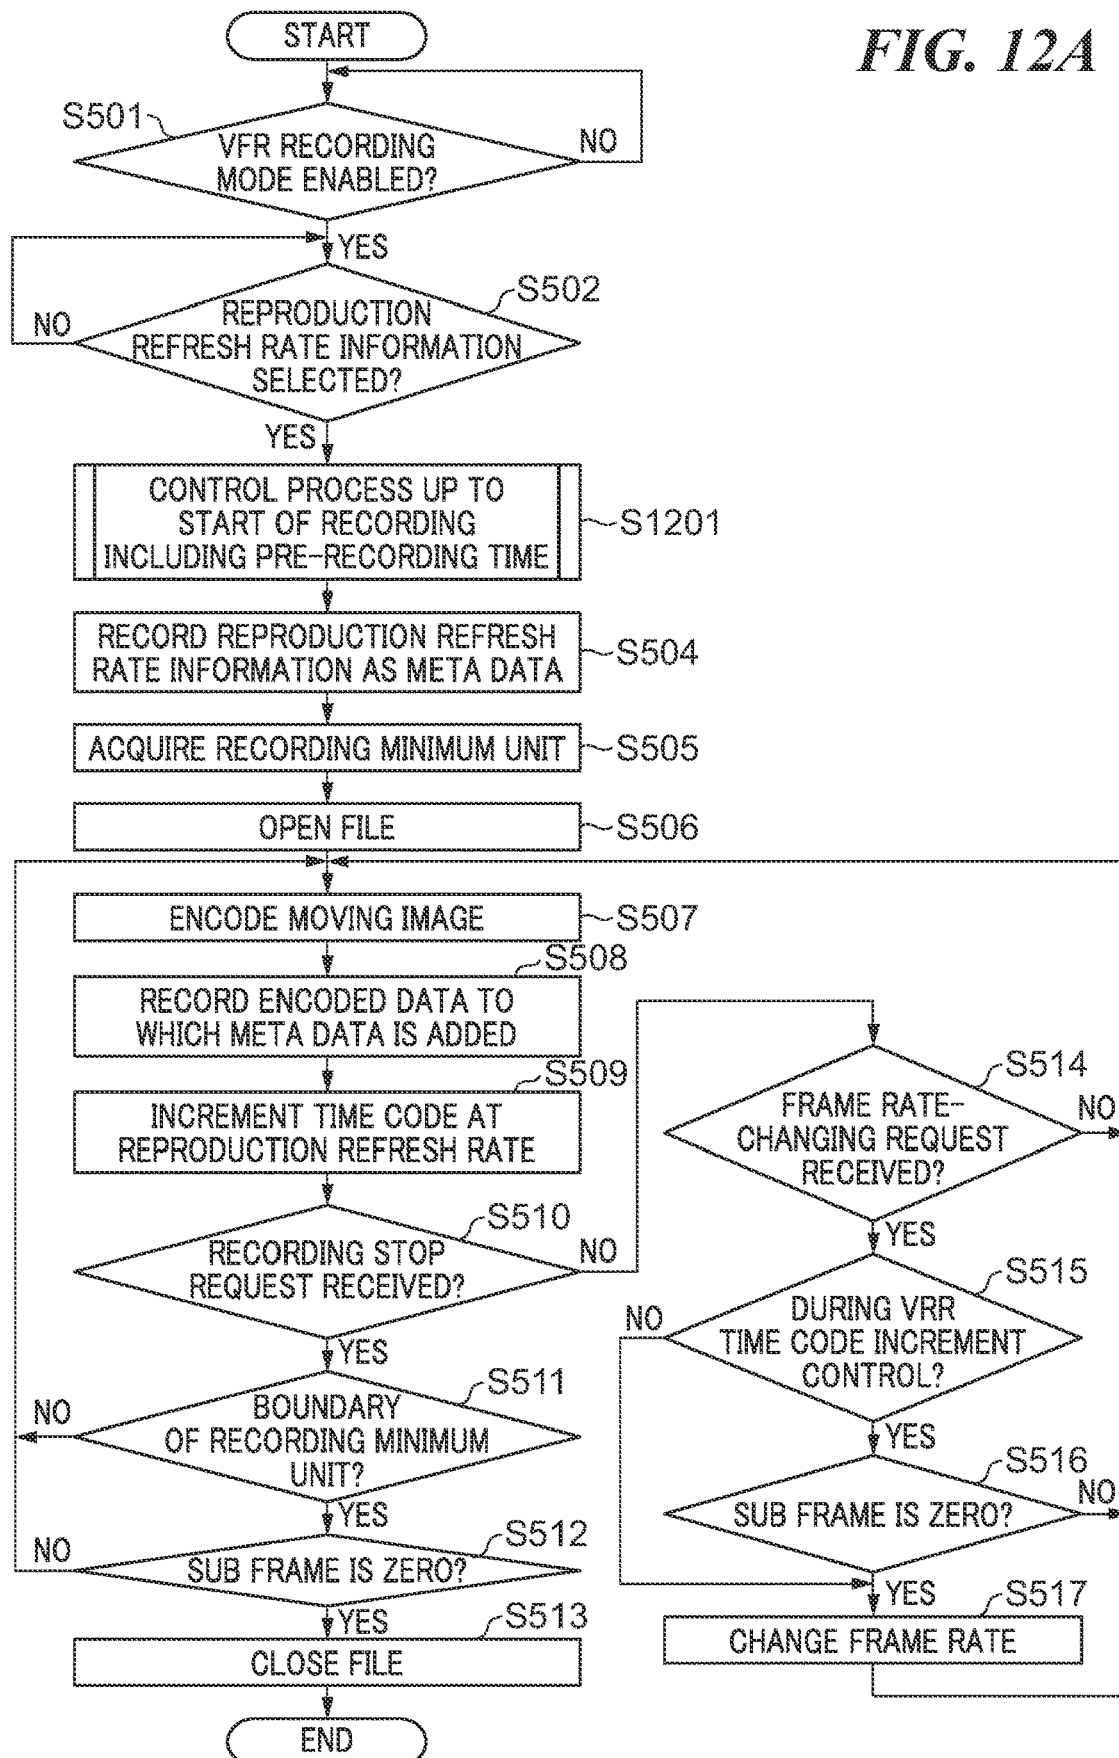 START
FIG. 12A
S501
VFR RECORDING
MODE ENABLED?
NO
YES
S502
REPRODUCTION
REFRESH RATE INFORMATION
SELECTED?
NO
YES
CONTROL PROCESS UP TO
START OF RECORDING
INCLUDING PRE-RECORDING TIME
S1201
RECORD REPRODUCTION REFRESH
RATE INFORMATION AS META DATA
S504
ACQUIRE RECORDING MINIMUM UNIT
S505
OPEN FILE
S506
ENCODE MOVING IMAGE
S507
S508
RECORD ENCODED DATA TO
WHICH META DATA IS ADDED
S509
INCREMENT TIME CODE AT
REPRODUCTION REFRESH RATE
S510
RECORDING STOP
REQUEST RECEIVED?
NO
YES
S511
BOUNDARY
OF RECORDING MINIMUM
UNIT?
NO
YES
S512
SUB FRAME IS ZERO?
NO
YES
S513
CLOSE FILE
END
S514
FRAME RATE-
CHANGING REQUEST
RECEIVED?
NO
YES
S515
DURING VRR
TIME CODE INCREMENT
CONTROL?
NO
YES
S516
SUB FRAME IS ZERO?
NO
YES
S517
CHANGE FRAME RATE